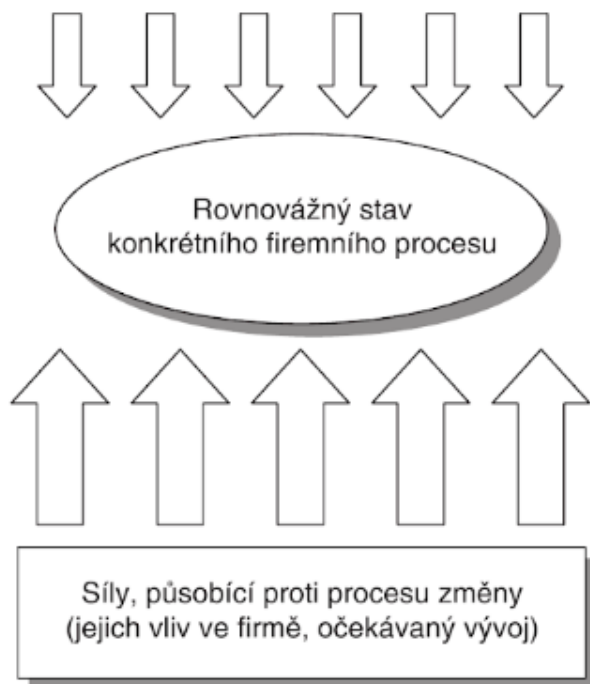 Rovnovážný stav
konkrétního firemního procesu
Síly, působící proti procesu změny
(jejich vliv ve firmě, očekávaný vývoj)